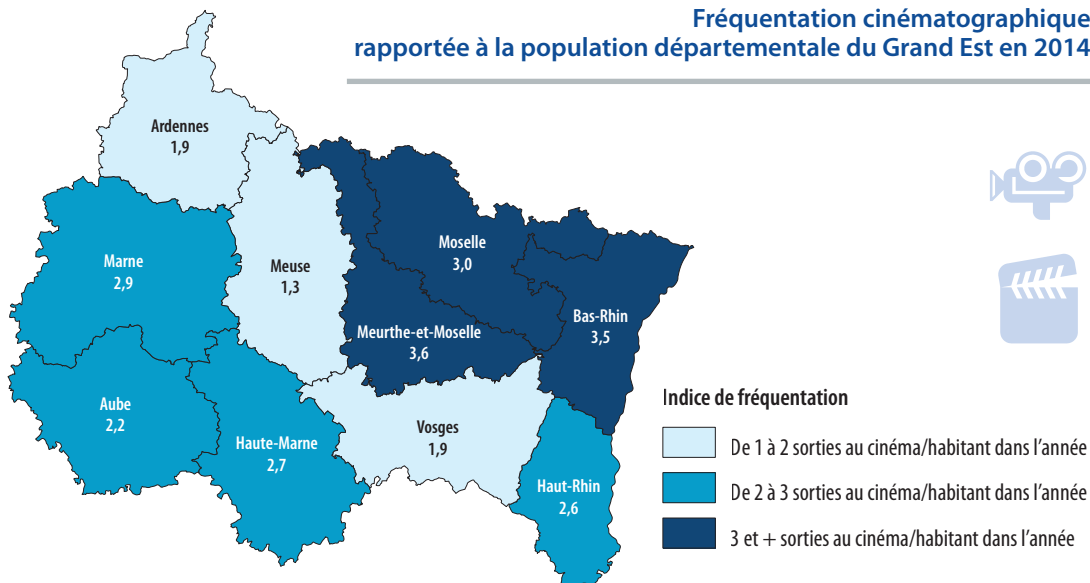 Fréquentation cinématographique
rapportée à la population départementale du Grand Est en 2014
Ardennes
1,9
Marne
2,9
Meuse
1,3
Moselle
3,0
Meurthe-et-Moselle
3,6
Bas-Rhin
3,5
Aube
2,2
Haute-Marne
2,7
Vosges
1,9
Haut-Rhin
2,6
Indice de fréquentation
De 1 à 2 sorties au cinéma/habitant dans l'année
De 2 à 3 sorties au cinéma/habitant dans l'année
3 et + sorties au cinéma/habitant dans l'année